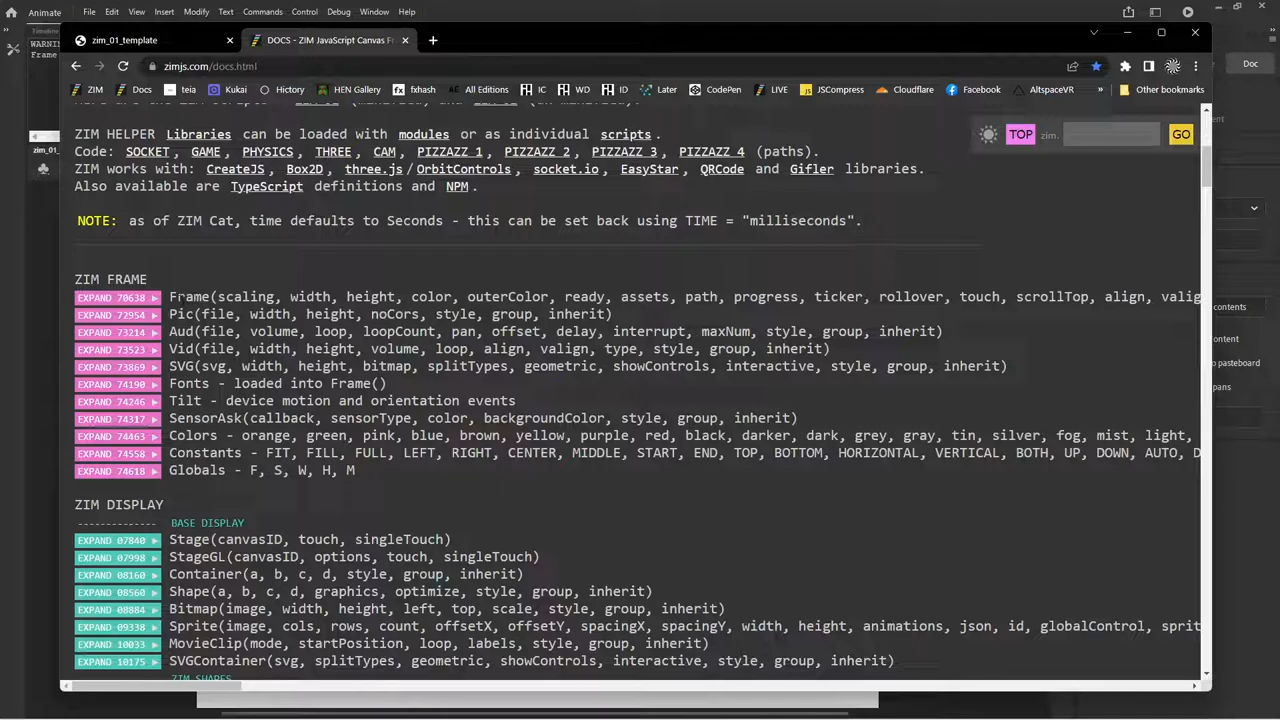 Animate File Edit View Insert Modify Text Commands Control Debug Window Help
zim_01_template × DOCS - ZIM JavaScript Canvas Fr × +
zimjs.com/docs.html
ZIM Docs teia Kukai Hictory HEN Gallery fxhash All Editions IC WD ID Later CodePen LIVE JSCompress Cloudflare Facebook AltspaceVR » Other bookmarks
ZIM HELPER Libraries can be loaded with modules or as individual scripts.
TOP zim. GO
Code: SOCKET, GAME, PHYSICS, THREE, CAM, PIZZAZZ 1, PIZZAZZ 2, PIZZAZZ 3, PIZZAZZ 4 (paths).
ZIM works with: CreateJS, Box2D, three.js/OrbitControls, socket.io, EasyStar, QRCode and Gifler libraries.
Also available are TypeScript definitions and NPM.
NOTE: as of ZIM Cat, time defaults to Seconds - this can be set back using TIME = "milliseconds".
ZIM FRAME
EXPAND 70638 ▶ Frame(scaling, width, height, color, outerColor, ready, assets, path, progress, ticker, rollover, touch, scrollTop, align, valig
EXPAND 72954 ▶ Pic(file, width, height, noCors, style, group, inherit)
EXPAND 73214 ▶ Aud(file, volume, loop, loopCount, pan, offset, delay, interrupt, maxNum, style, group, inherit)
EXPAND 73523 ▶ Vid(file, width, height, volume, loop, align, valign, type, style, group, inherit)
EXPAND 73869 ▶ SVG(svg, width, height, bitmap, splitTypes, geometric, showControls, interactive, style, group, inherit)
EXPAND 74190 ▶ Fonts - loaded into Frame()
EXPAND 74246 ▶ Tilt - device motion and orientation events
EXPAND 74317 ▶ SensorAsk(callback, sensorType, color, backgroundColor, style, group, inherit)
EXPAND 74463 ▶ Colors - orange, green, pink, blue, brown, yellow, purple, red, black, darker, dark, grey, gray, tin, silver, fog, mist, light,
EXPAND 74558 ▶ Constants - FIT, FILL, FULL, LEFT, RIGHT, CENTER, MIDDLE, START, END, TOP, BOTTOM, HORIZONTAL, VERTICAL, BOTH, UP, DOWN, AUTO, D
EXPAND 74618 ▶ Globals - F, S, W, H, M
ZIM DISPLAY
-------------- BASE DISPLAY
EXPAND 07840 ▶ Stage(canvasID, touch, singleTouch)
EXPAND 07998 ▶ StageGL(canvasID, options, touch, singleTouch)
EXPAND 08160 ▶ Container(a, b, c, d, style, group, inherit)
EXPAND 08560 ▶ Shape(a, b, c, d, graphics, optimize, style, group, inherit)
EXPAND 08884 ▶ Bitmap(image, width, height, left, top, scale, style, group, inherit)
EXPAND 09338 ▶ Sprite(image, cols, rows, count, offsetX, offsetY, spacingX, spacingY, width, height, animations, json, id, globalControl, sprit
EXPAND 10033 ▶ MovieClip(mode, startPosition, loop, labels, style, group, inherit)
EXPAND 10175 ▶ SVGContainer(svg, splitTypes, geometric, showControls, interactive, style, group, inherit)
ZIM SHAPES
Timeline
WARNI
Frame
zim_01_
Doc
contents
pans